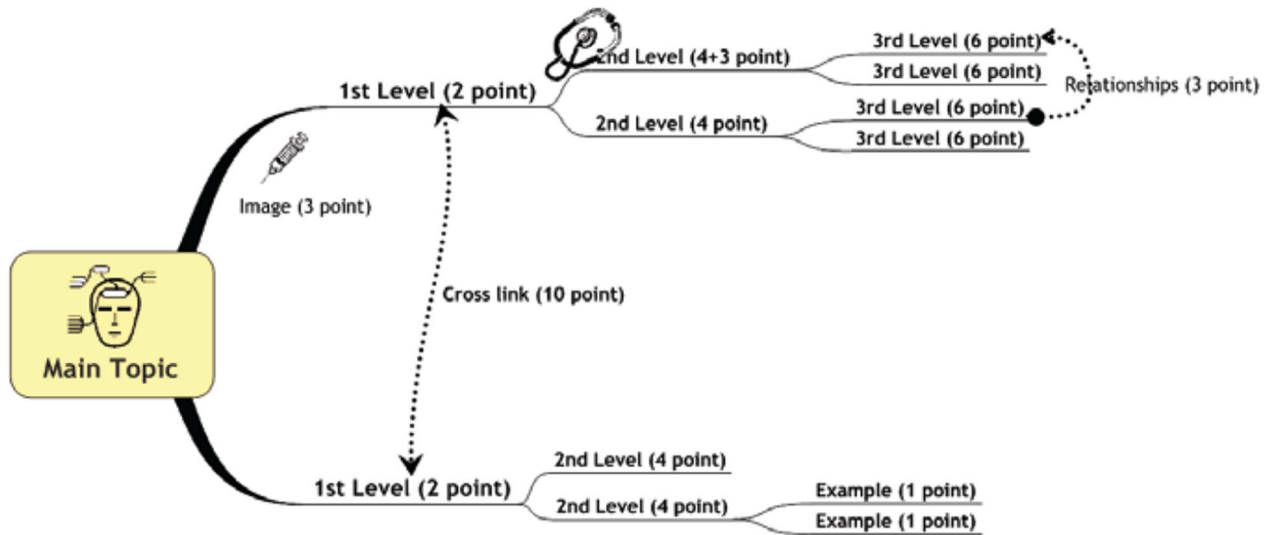 3rd Level (6 point)
2nd Level (4+3 point)
3rd Level (6 point)
Relationships (3 point)
1st Level (2 point)
3rd Level (6 point)
2nd Level (4 point)
3rd Level (6 point)
Image (3 point)
Cross link (10 point)
Main Topic
2nd Level (4 point)
1st Level (2 point)
Example (1 point)
2nd Level (4 point)
Example (1 point)